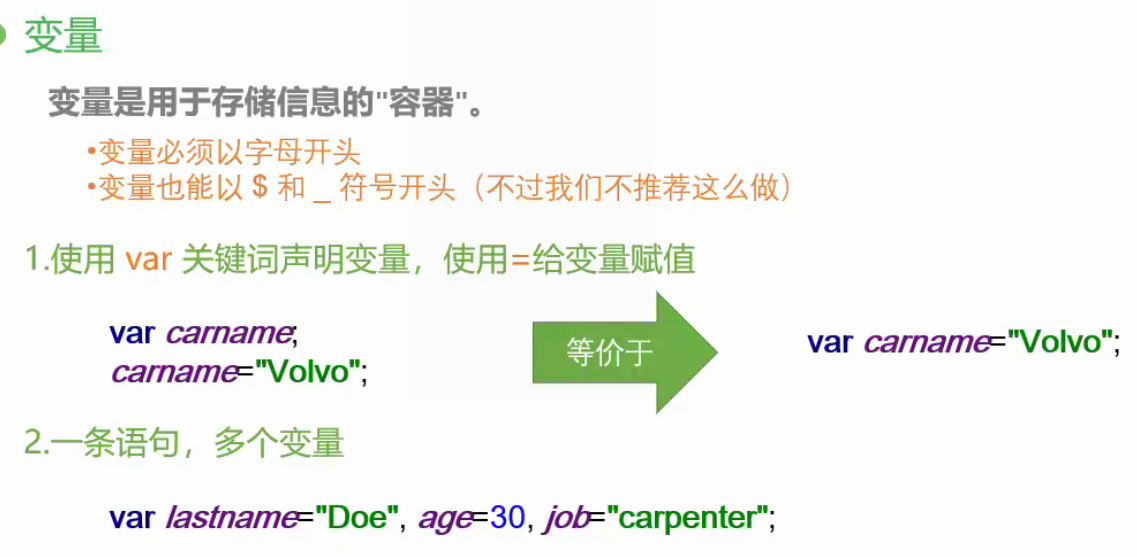 变量
变量是用于存储信息的"容器"。
•变量必须以字母开头
•变量也能以 $ 和 _ 符号开头（不过我们不推荐这么做）
1.使用 var 关键词声明变量，使用=给变量赋值
var carname;
carname="Volvo";
等价于
var carname="Volvo";
2.一条语句，多个变量
var lastname="Doe", age=30, job="carpenter";